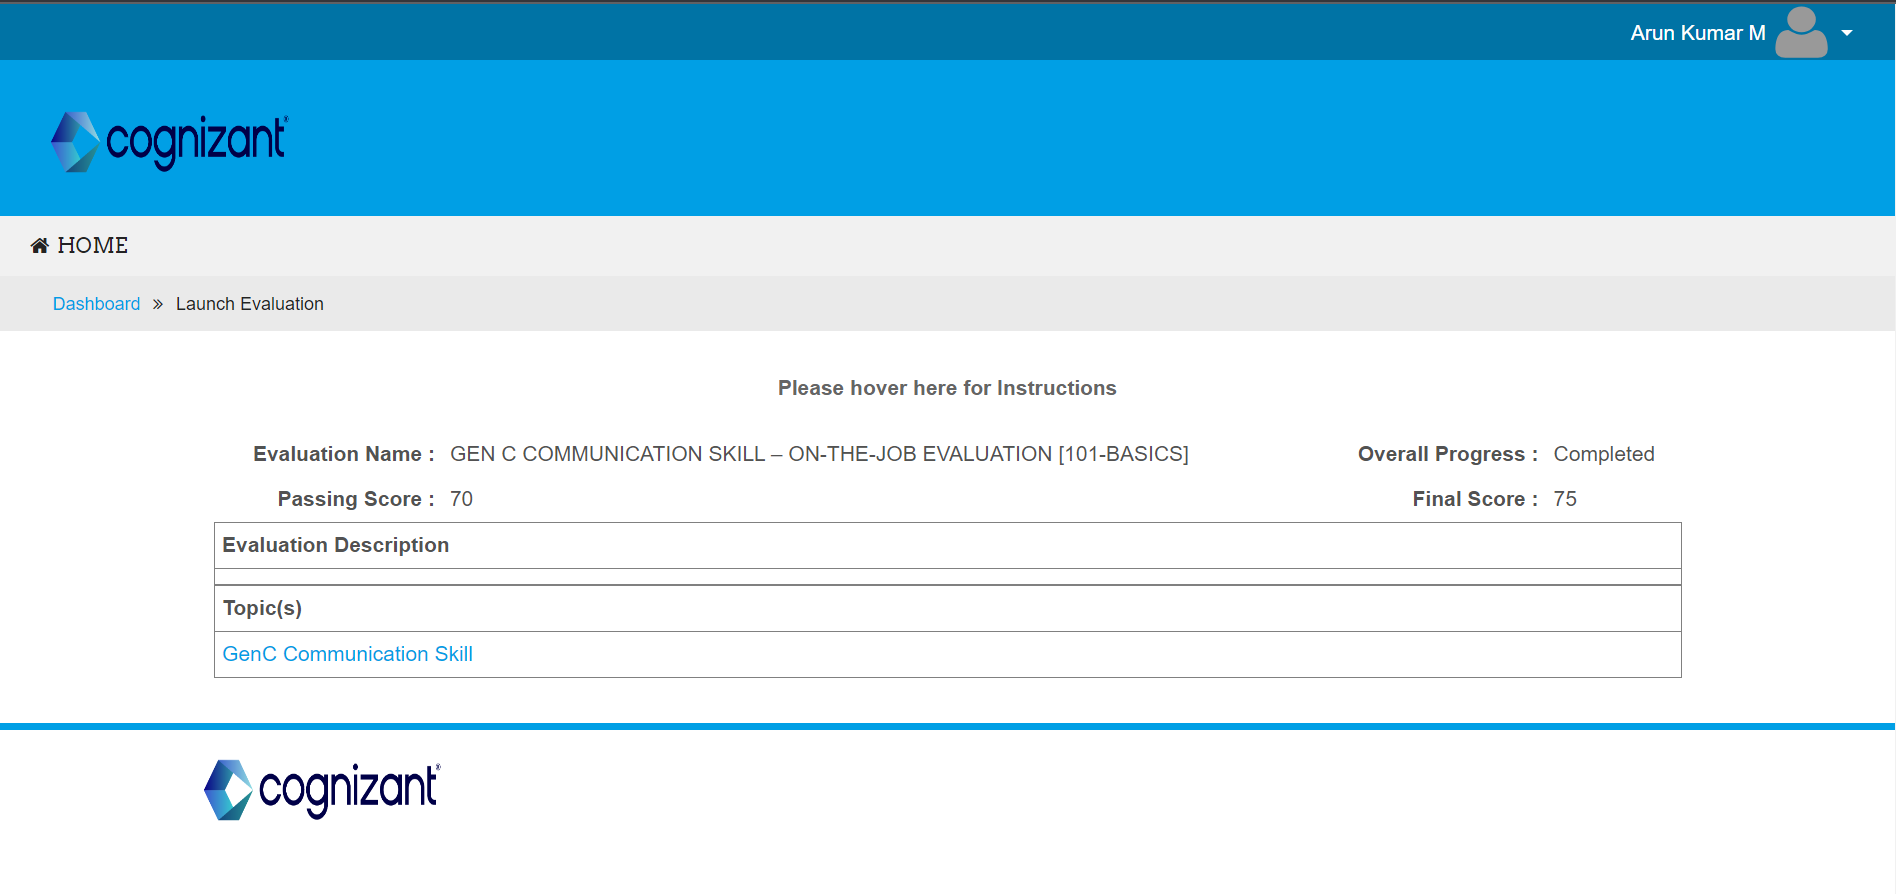 Arun Kumar M
cognizant®
HOME
Dashboard » Launch Evaluation
Please hover here for Instructions
Evaluation Name : GEN C COMMUNICATION SKILL – ON-THE-JOB EVALUATION [101-BASICS] Overall Progress : Completed
Passing Score : 70 Final Score : 75
Evaluation Description
Topic(s)
GenC Communication Skill
cognizant®